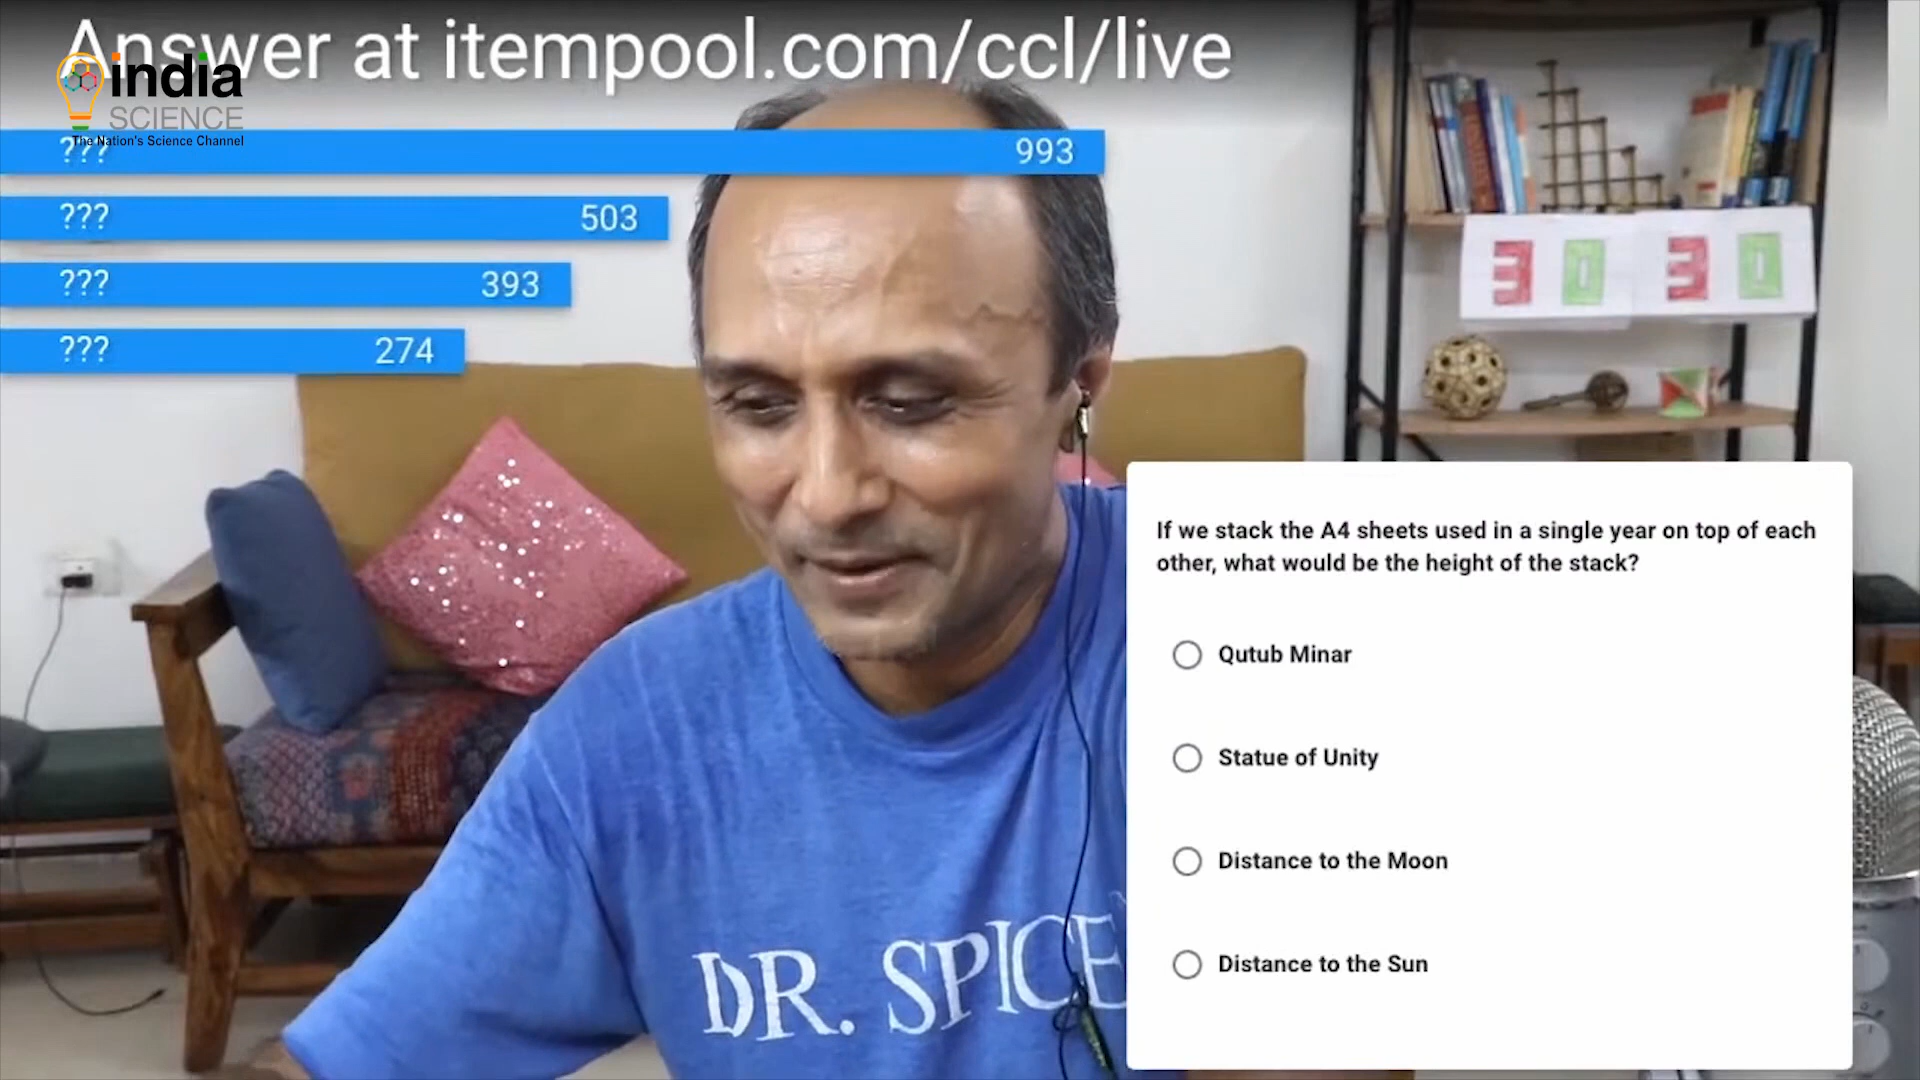 Answer at itempool.com/ccl/live
india
SCIENCE
The Nation's Science Channel
??? 993
??? 503
??? 393
??? 274
30 30
If we stack the A4 sheets used in a single year on top of each
other, what would be the height of the stack?
Qutub Minar
Statue of Unity
Distance to the Moon
Distance to the Sun
DR. SPICE